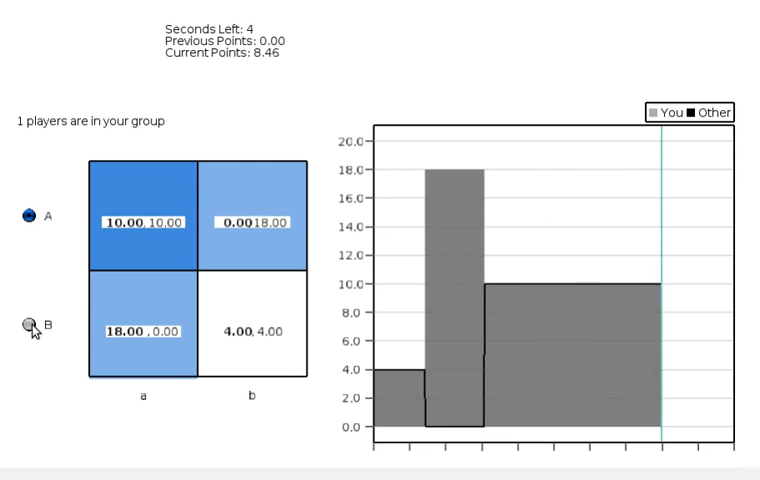 Seconds Left: 4
Previous Points: 0.00
Current Points: 8.46
You Other
1 players are in your group
20.0
18.0
16.0
14.0
12.0
10.0
8.0
6.0
4.0
2.0
0.0
A
10.00, 10.00
0.00 18.00
B
18.00 , 0.00
4.00, 4.00
a
b